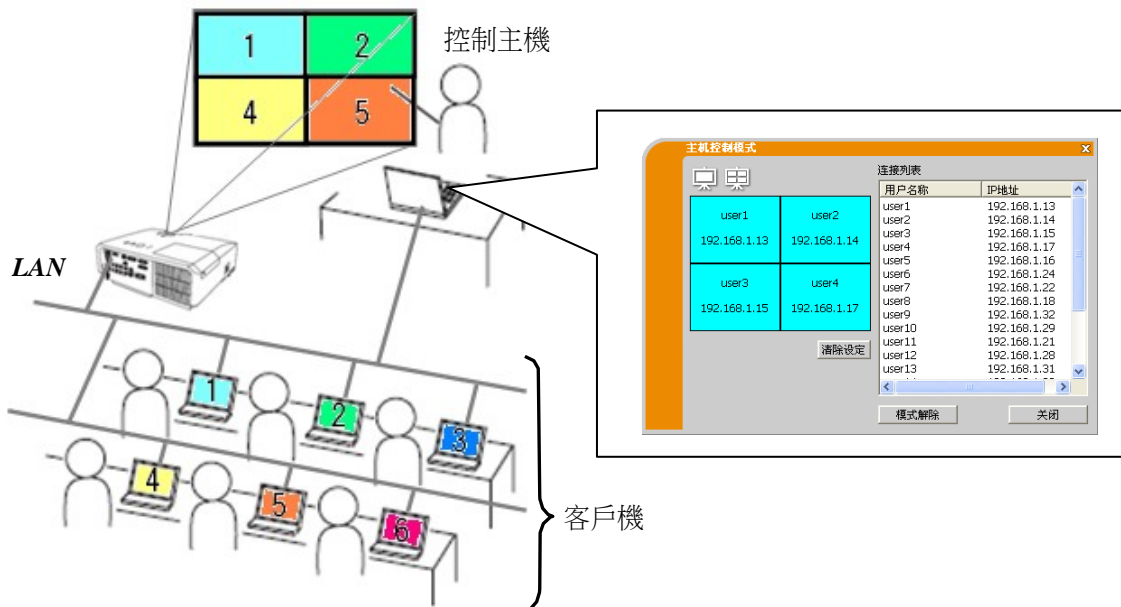 1
2
4
5
控制主機
LAN
主机控制模式
x
user1
192.168.1.13
user2
192.168.1.14
user3
192.168.1.15
user4
192.168.1.17
清除设定
连接列表
用户名称 IP地址
user1 192.168.1.13
user2 192.168.1.14
user3 192.168.1.15
user4 192.168.1.17
user5 192.168.1.16
user6 192.168.1.24
user7 192.168.1.22
user8 192.168.1.18
user9 192.168.1.32
user10 192.168.1.29
user11 192.168.1.21
user12 192.168.1.28
user13 192.168.1.31
模式解除
关闭
1
2
3
4
5
6
客戶機